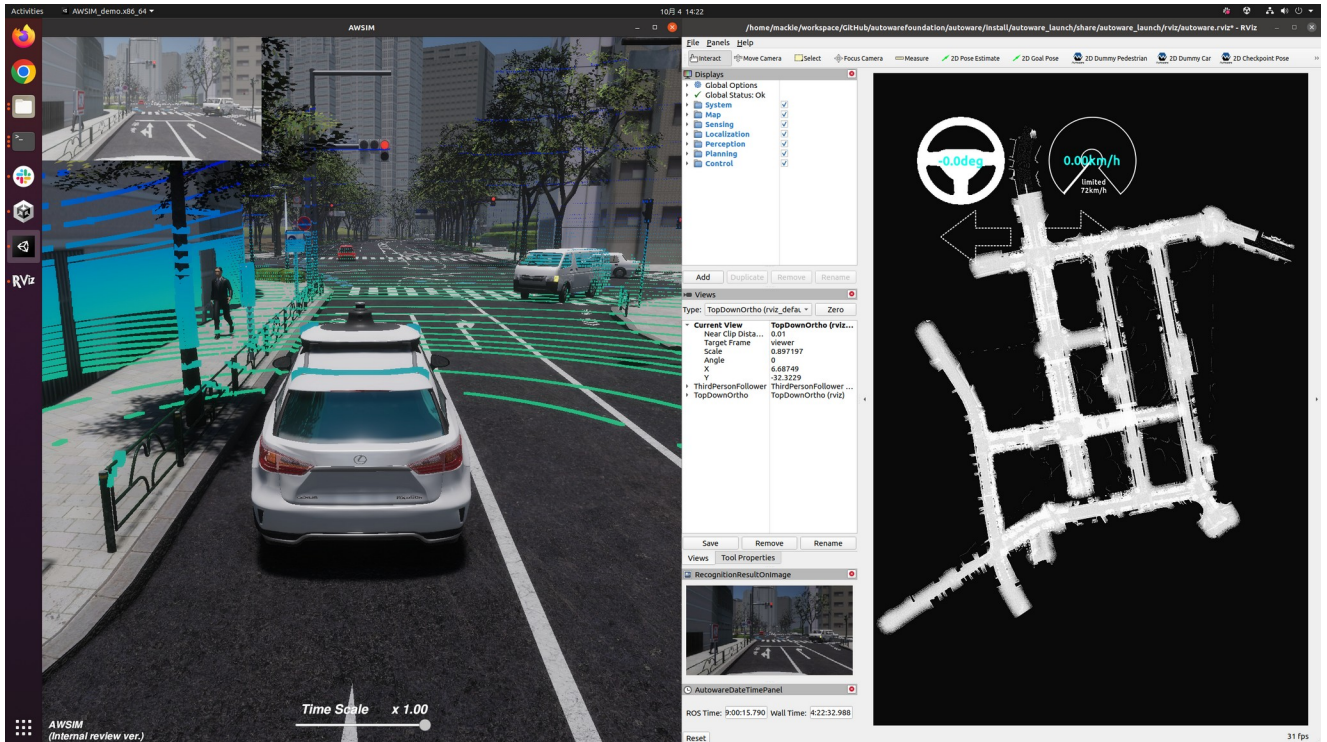 Activities
AWSIM_demo.x86_64
10月 4 14:22
AWSIM
/home/mackie/workspace/GitHub/autowarefoundation/autoware/install/autoware_launch/share/autoware_launch/rviz/autoware.rviz* - RViz
File Panels Help
Interact Move Camera Select Focus Camera Measure 2D Pose Estimate 2D Goal Pose 2D Dummy Pedestrian 2D Dummy Car 2D Checkpoint Pose
Displays
Global Options
Global Status: Ok
System
Map
Sensing
Localization
Perception
Planning
Control
Add Duplicate Remove Rename
Views
Type: TopDownOrtho (rviz_defau Zero
Current View TopDownOrtho (rviz...
Near Clip Dista... 0.01
Target Frame viewer
Scale 0.897197
Angle 0
X 6.68749
Y -32.3229
ThirdPersonFollower ThirdPersonFollower ...
TopDownOrtho TopDownOrtho (rviz)
Save Remove Rename
Views Tool Properties
RecognitionResultOnImage
AutowareDateTimePanel
ROS Time: 9:00:15.790 Wall Time: 4:22:32.988
Reset
31 fps
-0.0deg
0.00km/h
limited
72km/h
RViz
Time Scale x 1.00
AWSIM
(Internal review ver.)